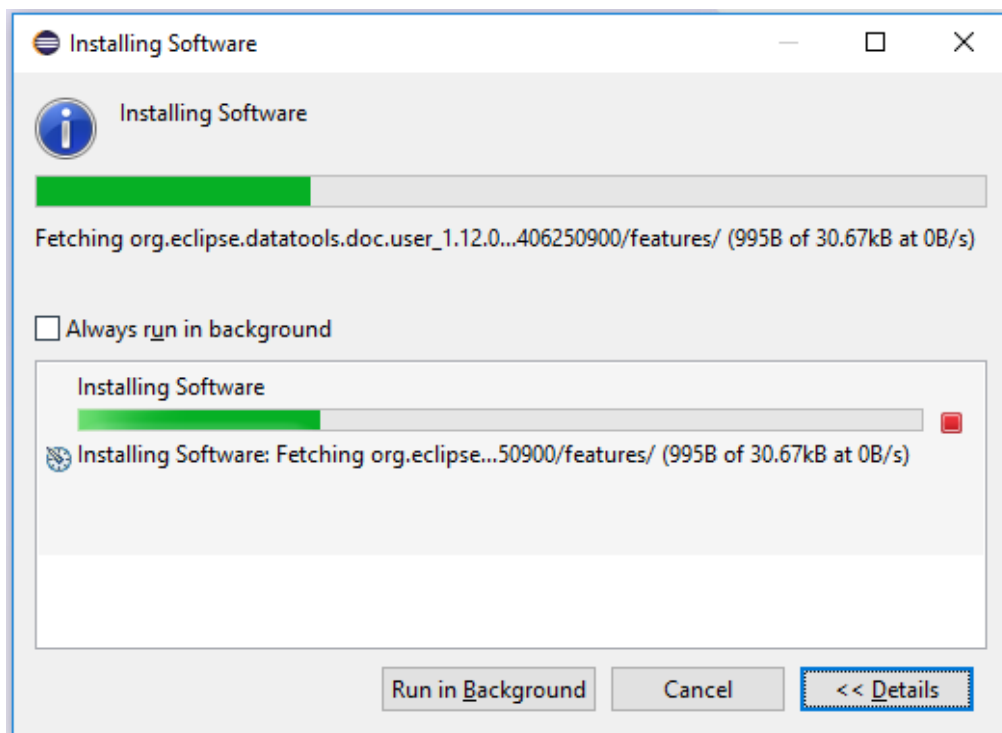 Installing Software
Installing Software
Fetching org.eclipse.datatools.doc.user_1.12.0...406250900/features/ (995B of 30.67kB at 0B/s)
Always run in background
Installing Software
Installing Software: Fetching org.eclipse...50900/features/ (995B of 30.67kB at 0B/s)
Run in Background Cancel << Details